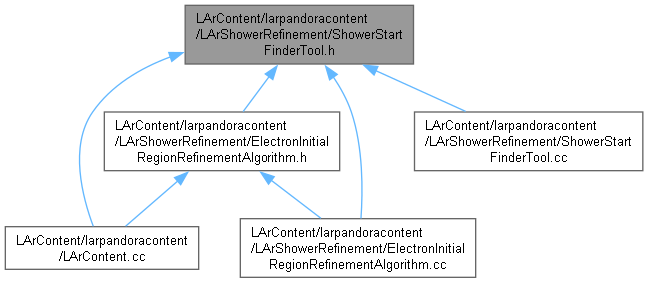 LArContent/larpandoracontent
/LArShowerRefinement/ShowerStart
FinderTool.h
LArContent/larpandoracontent
/LArShowerRefinement/ElectronInitial
RegionRefinementAlgorithm.h
LArContent/larpandoracontent
/LArShowerRefinement/ShowerStart
FinderTool.cc
LArContent/larpandoracontent
/LArContent.cc
LArContent/larpandoracontent
/LArShowerRefinement/ElectronInitial
RegionRefinementAlgorithm.cc